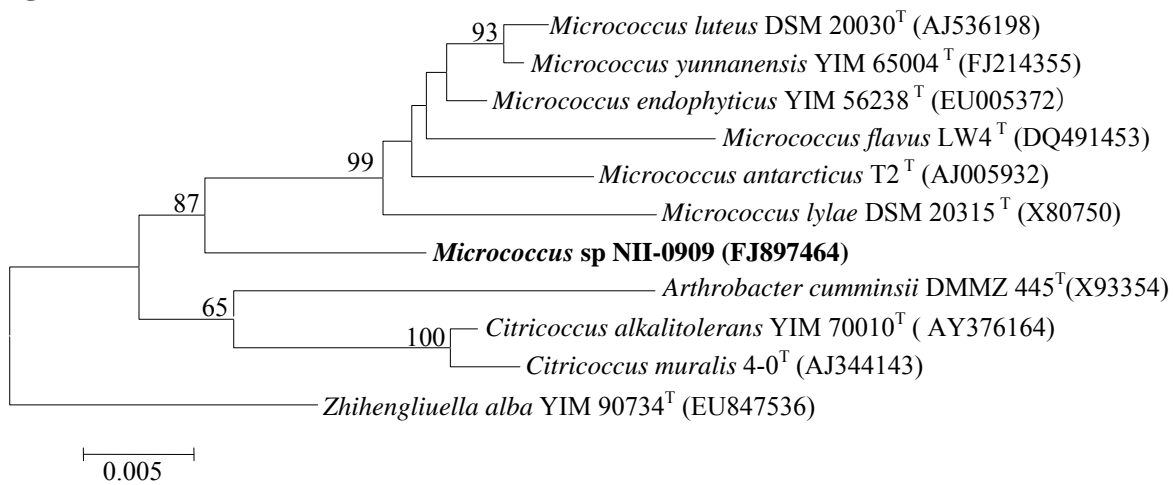 93
Micrococcus luteus DSM 20030T (AJ536198)
Micrococcus yunnanensis YIM 65004 T (FJ214355)
Micrococcus endophyticus YIM 56238 T (EU005372)
Micrococcus flavus LW4 T (DQ491453)
99
Micrococcus antarcticus T2 T (AJ005932)
87
Micrococcus lylae DSM 20315 T (X80750)
Micrococcus sp NII-0909 (FJ897464)
65
Arthrobacter cumminsii DMMZ 445T(X93354)
100
Citricoccus alkalitolerans YIM 70010T ( AY376164)
Citricoccus muralis 4-0T (AJ344143)
Zhihengliuella alba YIM 90734T (EU847536)
0.005